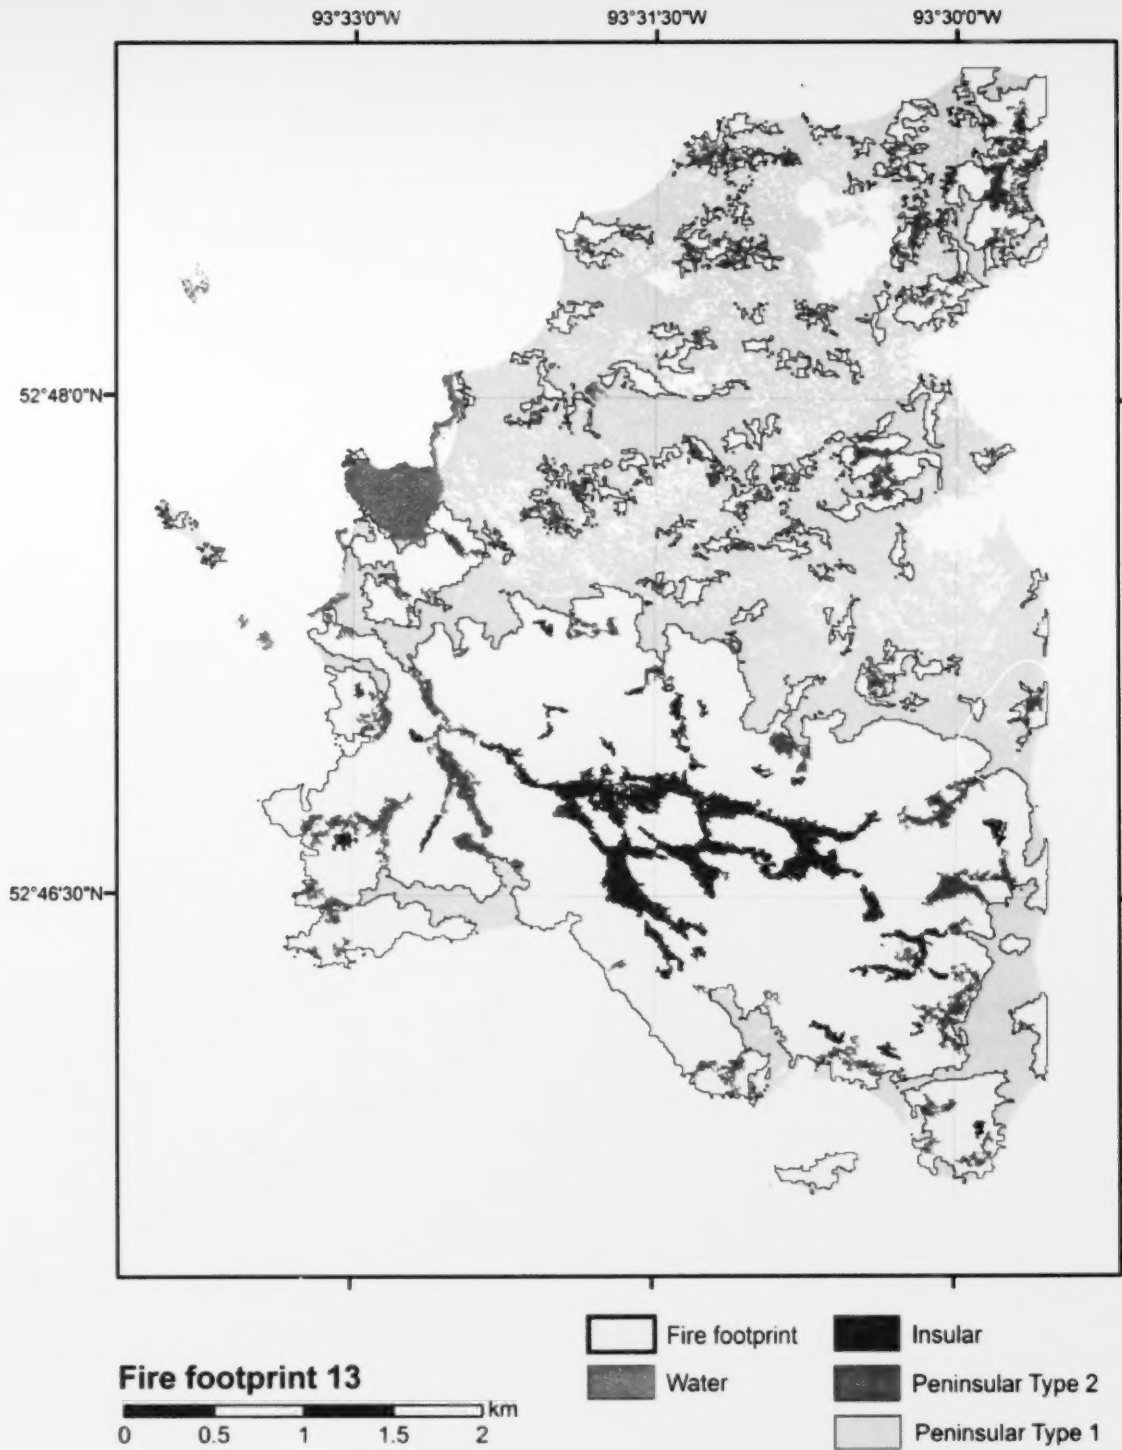 93°33'0"W 93°31'30"W 93°30'0"W
52°48'0"N
52°46'30"N
Fire footprint Insular
Water Peninsular Type 2
Peninsular Type 1
Fire footprint 13
km
0 0.5 1 1.5 2